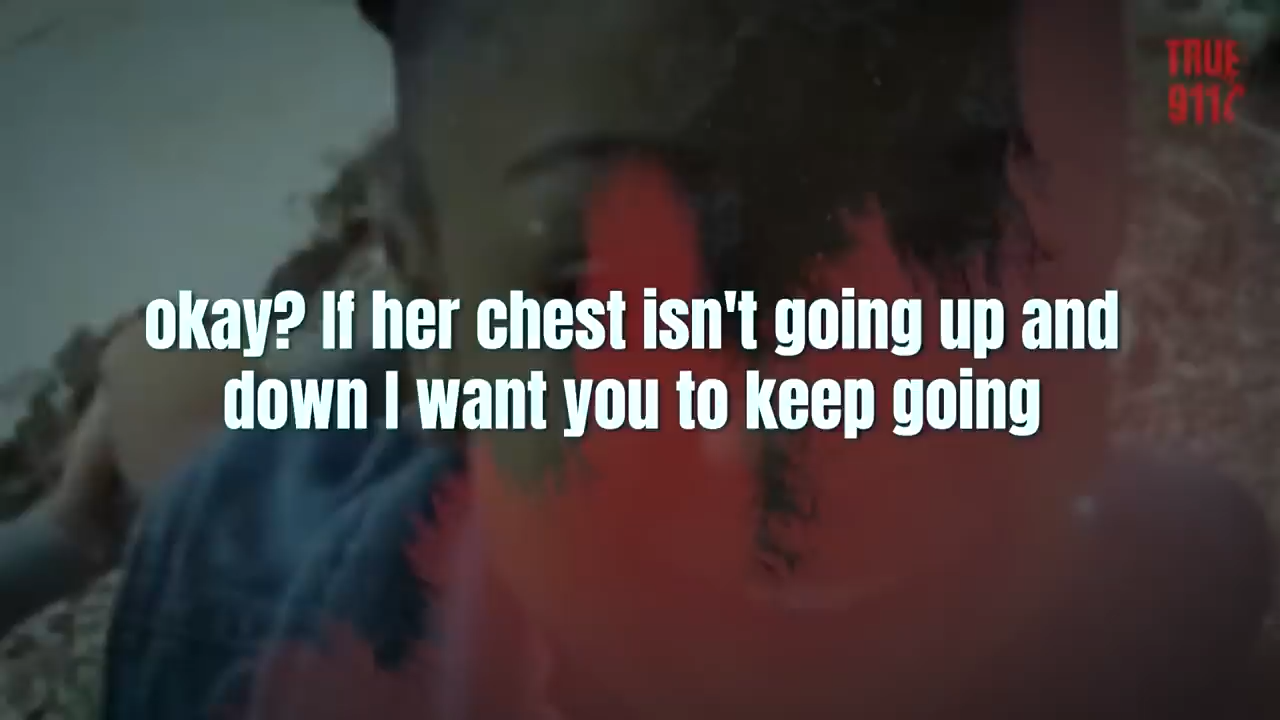 TRUE
911
okay? If her chest isn't going up and
down I want you to keep going